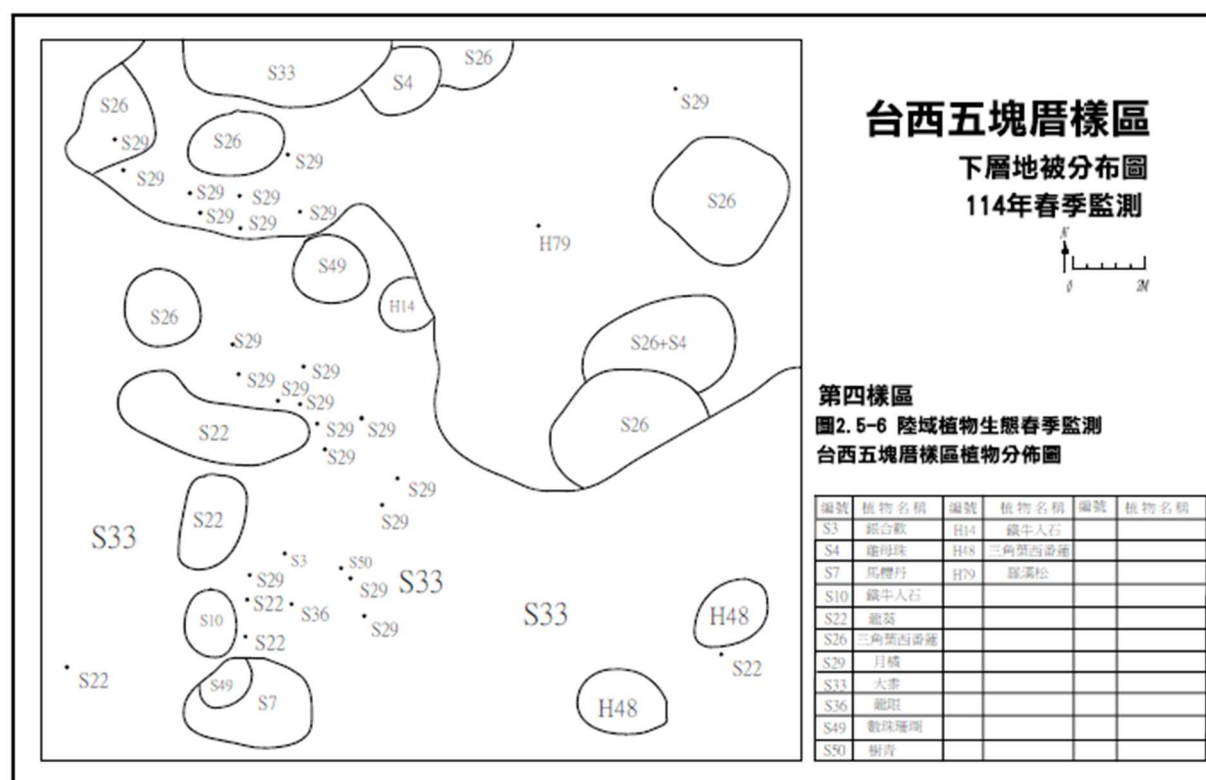 S33
S4
S26
S26
S29
S26
S29
S29
S29
S29
S29
S29
S29
S29
S26
H79
S49
H14
S26
S26+S4
S29
S29
S29
S29
S29
S29
S29
S29
S22
S26
S29
S29
S22
S33
S3
S50
S29
S29
S33
S22
S36
S29
S33
S10
H48
S22
S22
S22
S49
S7
H48
台西五塊厝樣區
下層地被分布圖
114年春季監測
N
0 2M
第四樣區
圖2.5-6 陸域植物生態春季監測
台西五塊厝樣區植物分佈圖
編號 植物名稱 編號 植物名稱 編號 植物名稱
S3 銀合歡 H14 鐵牛入石
S4 雞母珠 H48 三角葉西番蓮
S7 馬櫻丹 H79 羅漢松
S10 鐵牛入石
S22 龍葵
S26 三角葉西番蓮
S29 月橘
S33 大黍
S36 龍眼
S49 數珠珊瑚
S50 樹青